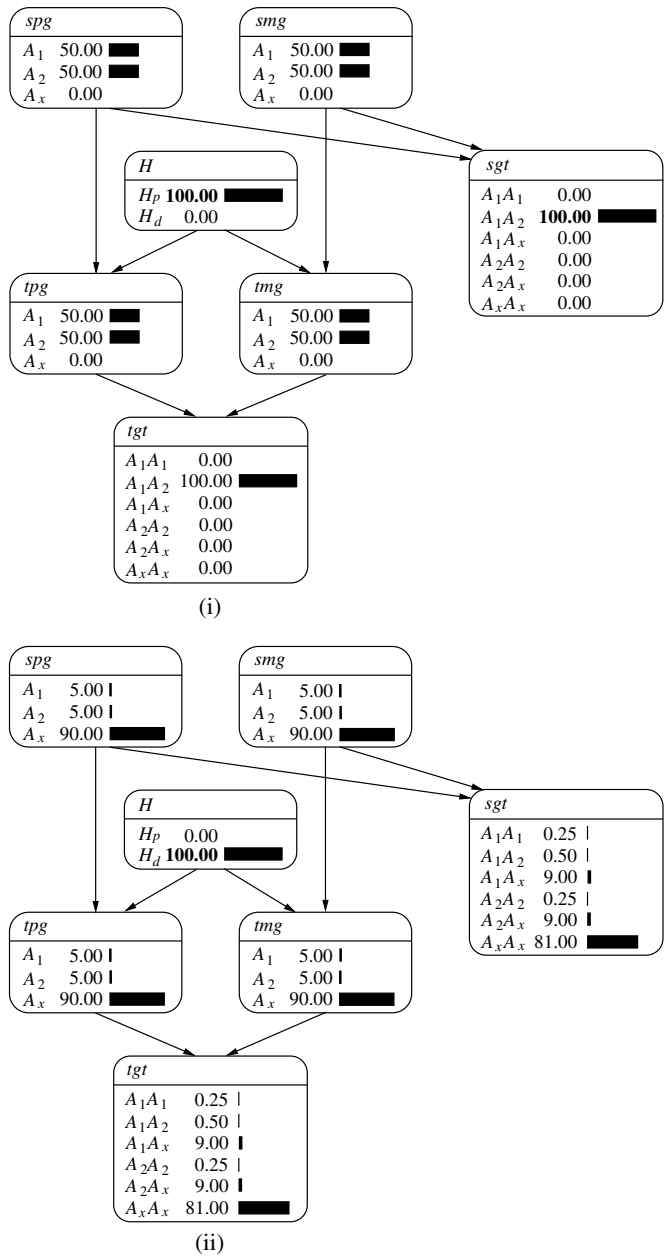 spg
A1 50.00
A2 50.00
Ax 0.00
smg
A1 50.00
A2 50.00
Ax 0.00
H
Hp 100.00
Hd 0.00
sgt
A1A1 0.00
A1A2 100.00
A1Ax 0.00
A2A2 0.00
A2Ax 0.00
AxAx 0.00
tpg
A1 50.00
A2 50.00
Ax 0.00
tmg
A1 50.00
A2 50.00
Ax 0.00
tgt
A1A1 0.00
A1A2 100.00
A1Ax 0.00
A2A2 0.00
A2Ax 0.00
AxAx 0.00
(i)
spg
A1 5.00
A2 5.00
Ax 90.00
smg
A1 5.00
A2 5.00
Ax 90.00
H
Hp 0.00
Hd 100.00
sgt
A1A1 0.25
A1A2 0.50
A1Ax 9.00
A2A2 0.25
A2Ax 9.00
AxAx 81.00
tpg
A1 5.00
A2 5.00
Ax 90.00
tmg
A1 5.00
A2 5.00
Ax 90.00
tgt
A1A1 0.25
A1A2 0.50
A1Ax 9.00
A2A2 0.25
A2Ax 9.00
AxAx 81.00
(ii)